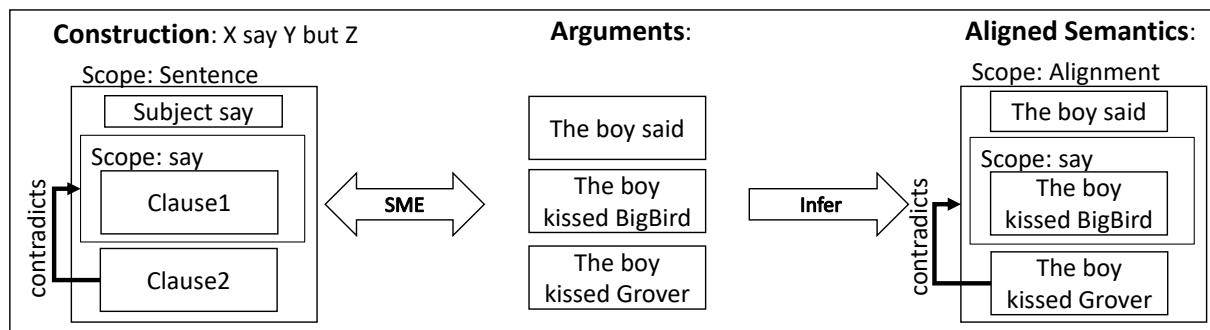 Construction: X say Y but Z
Scope: Sentence
Subject say
Scope: say
Clause1
Clause2
contradicts
SME
Arguments:
The boy said
The boy
kissed BigBird
The boy
kissed Grover
Infer
Aligned Semantics:
Scope: Alignment
The boy said
Scope: say
The boy
kissed BigBird
The boy
kissed Grover
contradicts